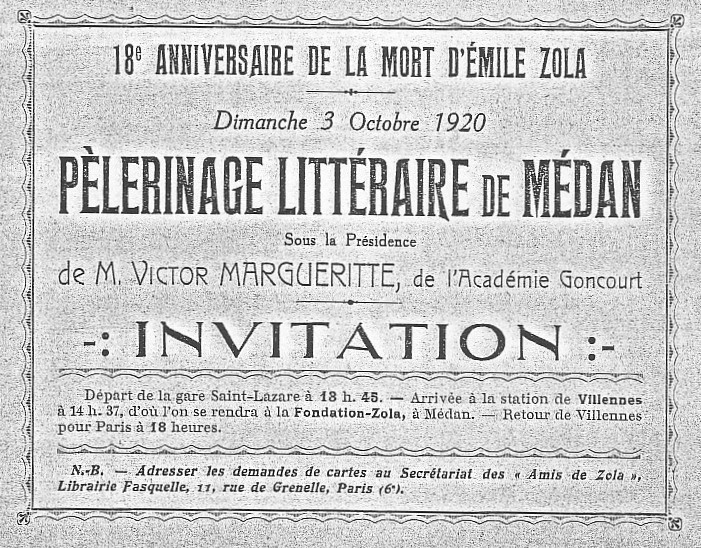 18e ANNIVERSAIRE DE LA MORT D'ÉMILE ZOLA
Dimanche 3 Octobre 1920
PÈLERINAGE LITTÉRAIRE DE MÉDAN
Sous la Présidence
de M. VICTOR MARGUERITTE, de l'Académie Goncourt
-: INVITATION :-
Départ de la gare Saint-Lazare à 13 h. 45. — Arrivée à la station de Villennes
à 14 h. 37, d'où l'on se rendra à la Fondation-Zola, à Médan. — Retour de Villennes
pour Paris à 18 heures.
N.-B. — Adresser les demandes de cartes au Secrétariat des « Amis de Zola »,
Librairie Fasquelle, 11, rue de Grenelle, Paris (6e).